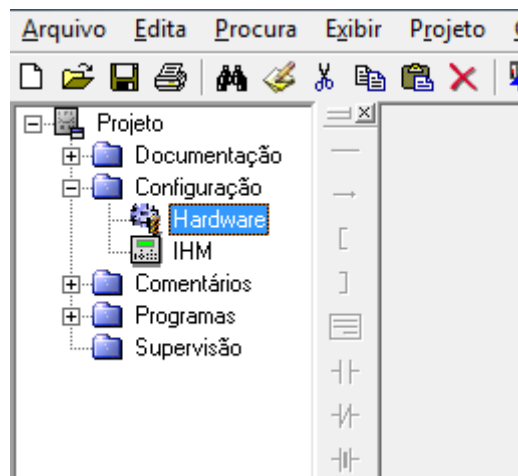 Arquivo Edita Procura Exibir Projeto
Projeto
Documentação
Configuração
Hardware
IHM
Comentários
Programas
Supervisão